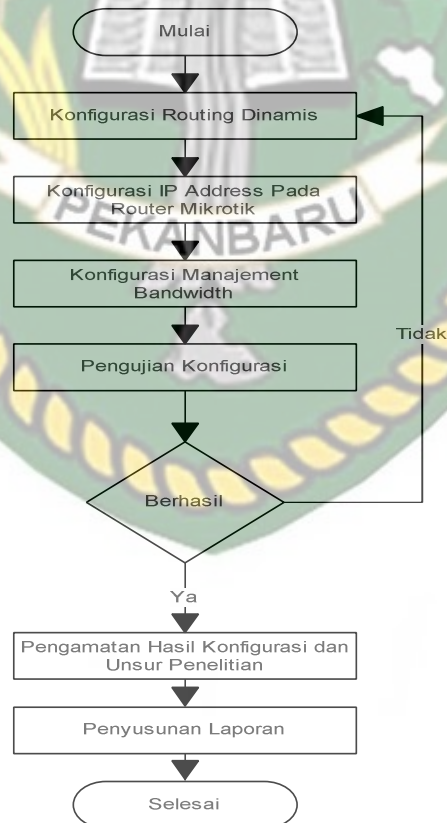 Mulai
Konfigurasi Routing Dinamis
Konfigurasi IP Address Pada
Router Mikrotik
PEKANBARU
Konfigurasi Manajement
Bandwidth
Tidak
Pengujian Konfigurasi
Berhasil
Ya
Pengamatan Hasil Konfigurasi dan
Unsur Penelitian
Penyusunan Laporan
Selesai